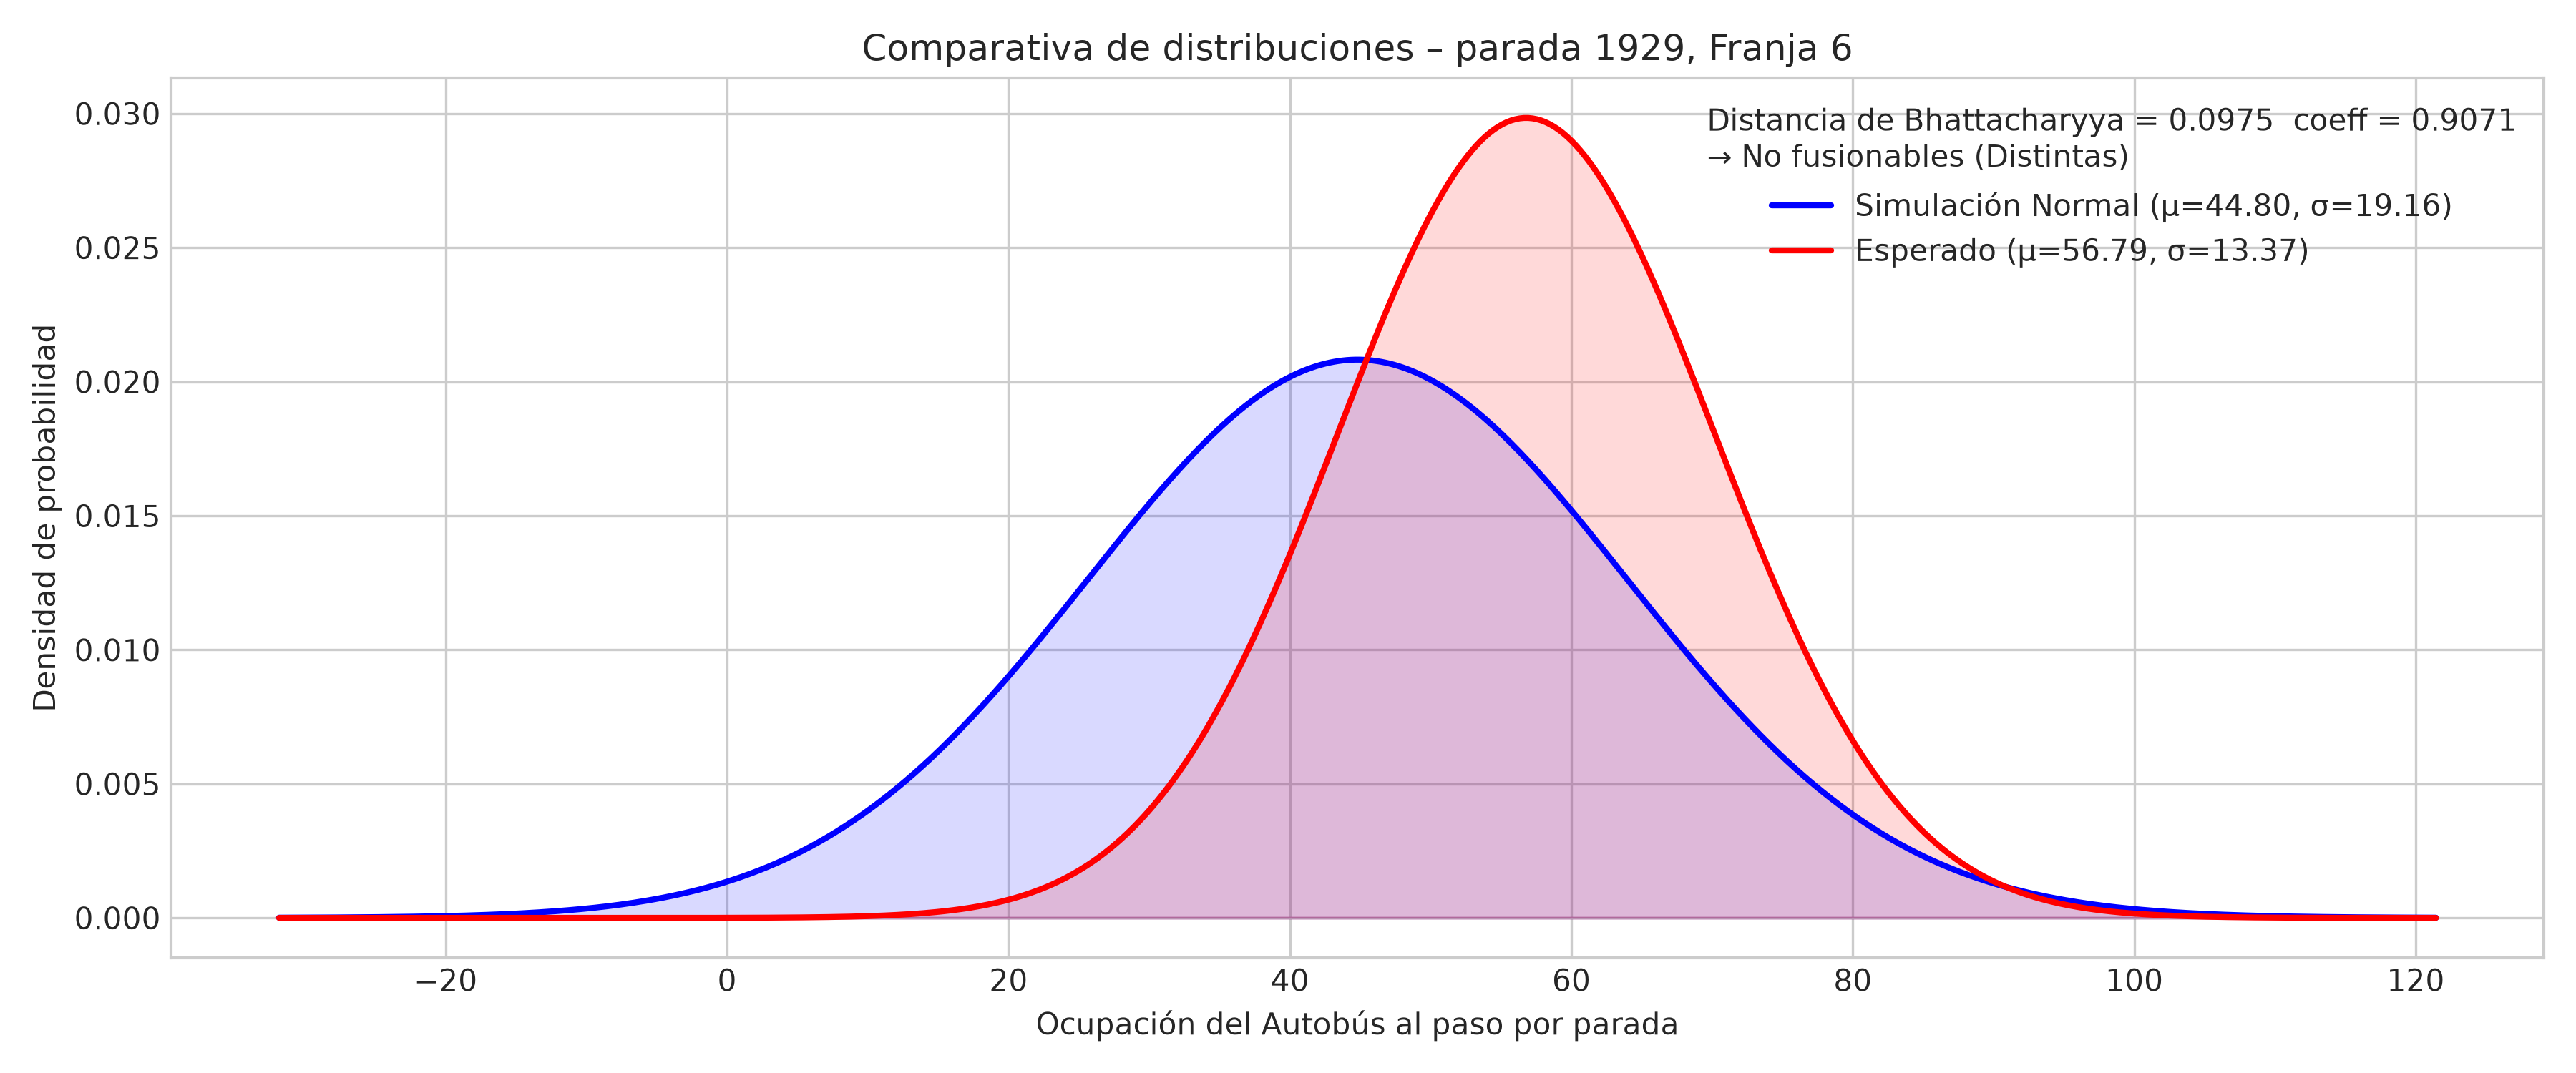 Comparativa de distribuciones – parada 1929, Franja 6
Distancia de Bhattacharyya = 0.0975  coeff = 0.9071
→ No fusionables (Distintas)
Simulación Normal (μ=44.80, σ=19.16)
Esperado (μ=56.79, σ=13.37)
Densidad de probabilidad
0.030
0.025
0.020
0.015
0.010
0.005
0.000
−20 0 20 40 60 80 100 120
Ocupación del Autobús al paso por parada